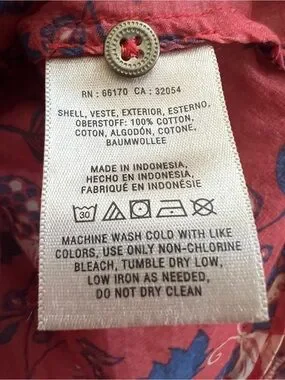 RN : 66170 CA : 32054
SHELL, VESTE, EXTERIOR, ESTERNO,
OBERSTOFF: 100% COTTON,
COTON, ALGODÓN, COTONE,
BAUMWOLLEE
MADE IN INDONESIA,
HECHO EN INDONESIA,
FABRIQUÉ EN INDONÉSIE
30
MACHINE WASH COLD WITH LIKE
COLORS, USE ONLY NON-CHLORINE
BLEACH, TUMBLE DRY LOW,
LOW IRON AS NEEDED,
DO NOT DRY CLEAN